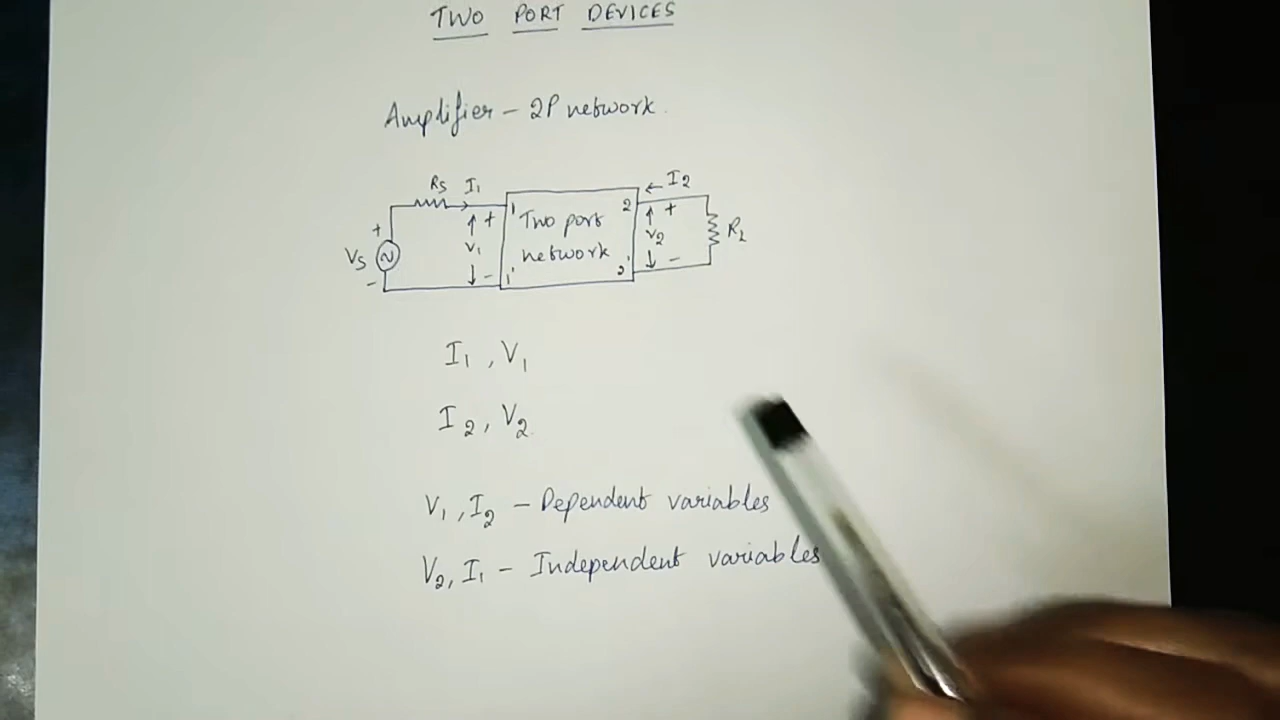 TWO PORT DEVICES
Amplifier - 2P network.
RS I1
I2
+ 1 2 +
+
Two port
VS V1 V2 RL
network
- - 1' 2' -
I1 , V1
I2 , V2
V1 , I2 - Dependent variables
V2, I1 - Independent variables